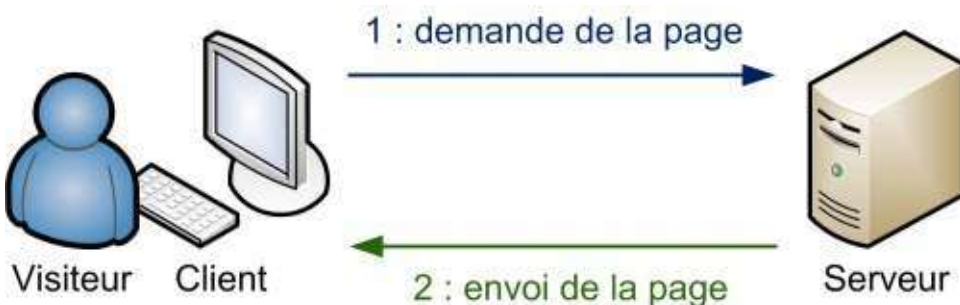 1 : demande de la page
Visiteur
Client
2 : envoi de la page
Serveur